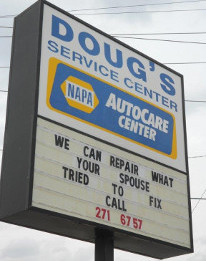 DOUG'S
SERVICE CENTER
NAPA
AUTOCARE
CENTER
WE CAN REPAIR WHAT
YOUR SPOUSE
TRIED TO FIX
CALL
271 6757